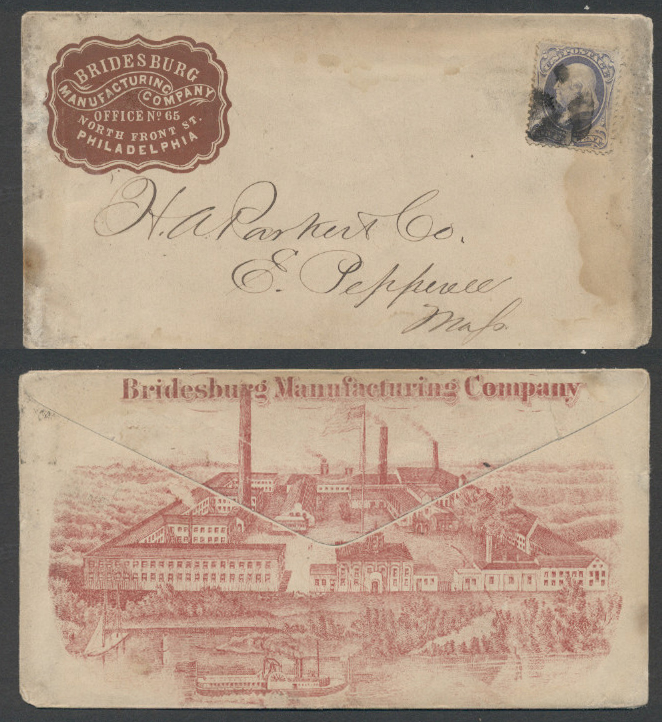 BRIDESBURG
MANUFACTURING COMPANY
OFFICE Nº 65
NORTH FRONT ST.
PHILADELPHIA
H. A. Parker & Co.
E. Pepperell
Mass
Bridesburg Manufacturing Company